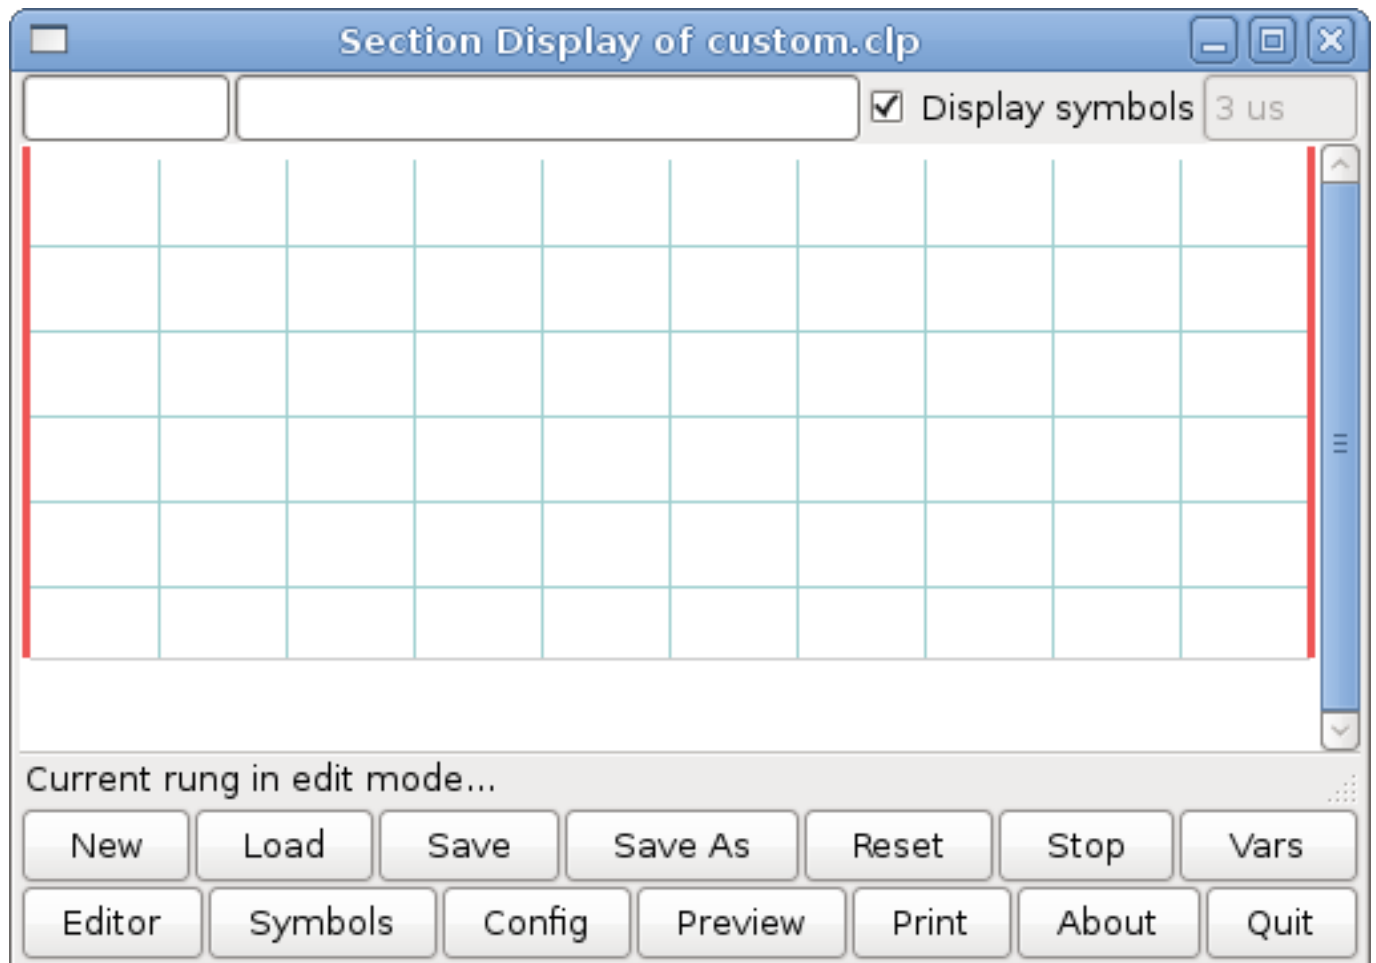 Section Display of custom.clp
Display symbols 3 us
Current rung in edit mode...
New Load Save Save As Reset Stop Vars
Editor Symbols Config Preview Print About Quit